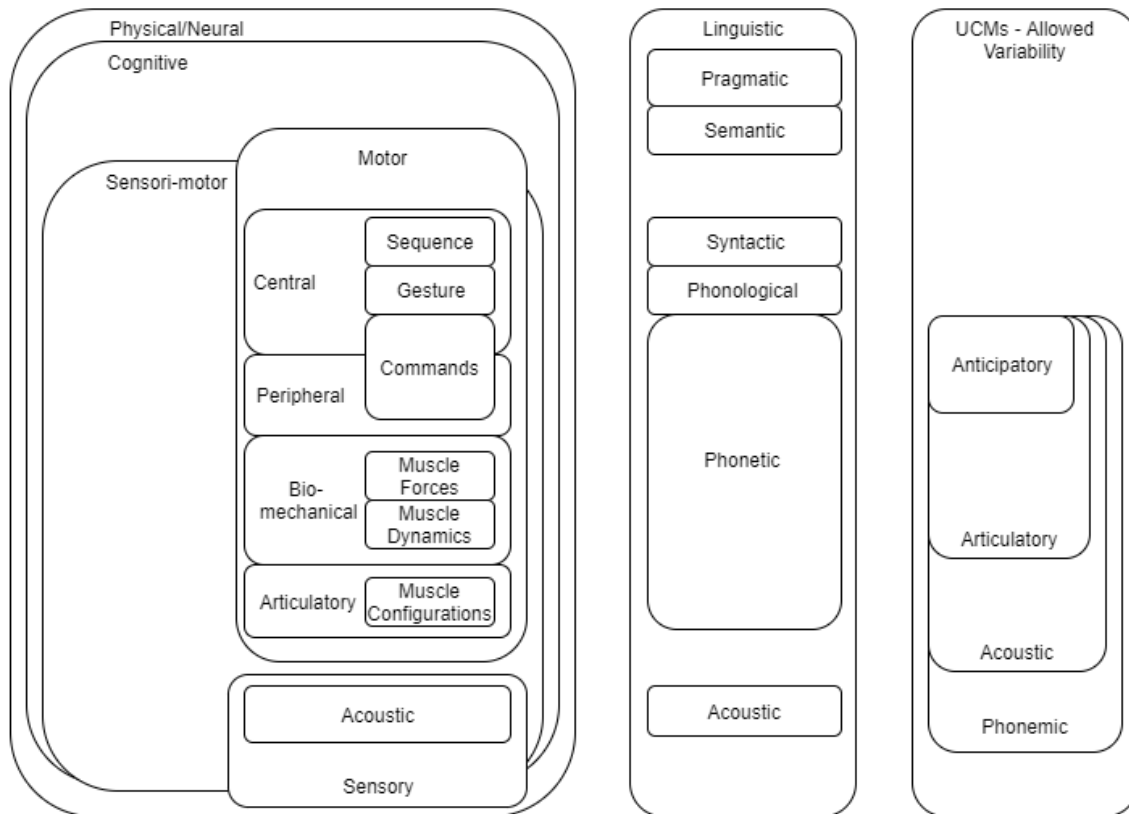 Physical/Neural
Cognitive
Motor
Sensori-motor
Sequence
Central
Gesture
Commands
Peripheral
Muscle
Forces
Bio-
mechanical
Muscle
Dynamics
Articulatory
Muscle
Configurations
Acoustic
Sensory
Linguistic
Pragmatic
Semantic
Syntactic
Phonological
Phonetic
Acoustic
UCMs - Allowed
Variability
Anticipatory
Articulatory
Acoustic
Phonemic